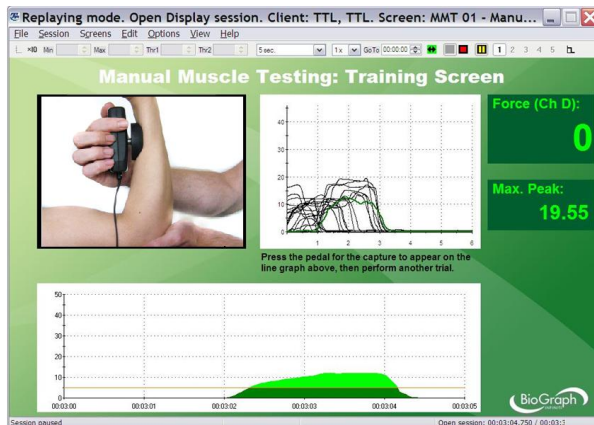 Replaying mode. Open Display session. Client: TTL, TTL. Screen: MMT 01 - Manu...
File Session Screens Edit Options View Help
×10 Min Max Thr1 Thr2 5 sec. 1 x GoTo 00:00:00 1 2 3 4 5
Manual Muscle Testing: Training Screen
Force (Ch D):
0
Max. Peak:
19.55
40
30
20
10
0
1 2 3 4 5 6
Press the pedal for the capture to appear on the
line graph above, then perform another trial.
50
40
30
20
10
0
00:03:00 00:03:01 00:03:02 00:03:03 00:03:04 00:03:05
BioGraph
Session paused Open session: 00:03:04.750 / 00:03: